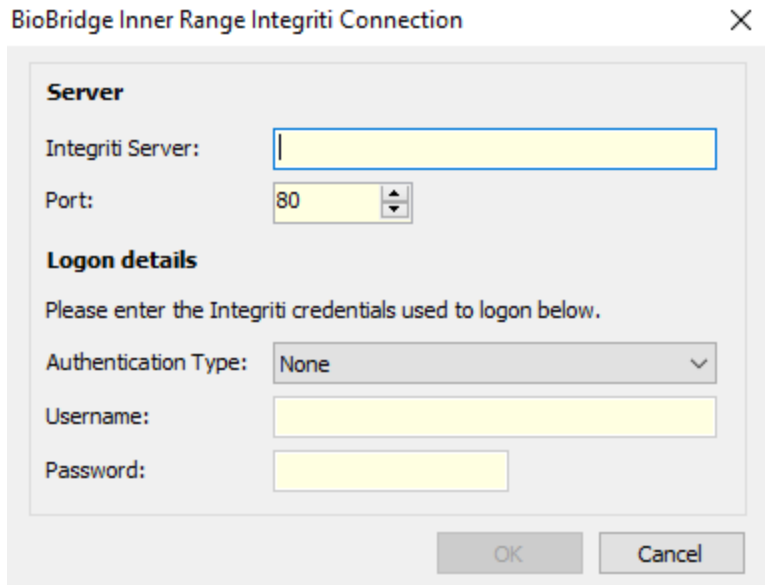 BioBridge Inner Range Integriti Connection
Server
Integriti Server:
Port: 80
Logon details
Please enter the Integriti credentials used to logon below.
Authentication Type: None
Username:
Password:
OK Cancel